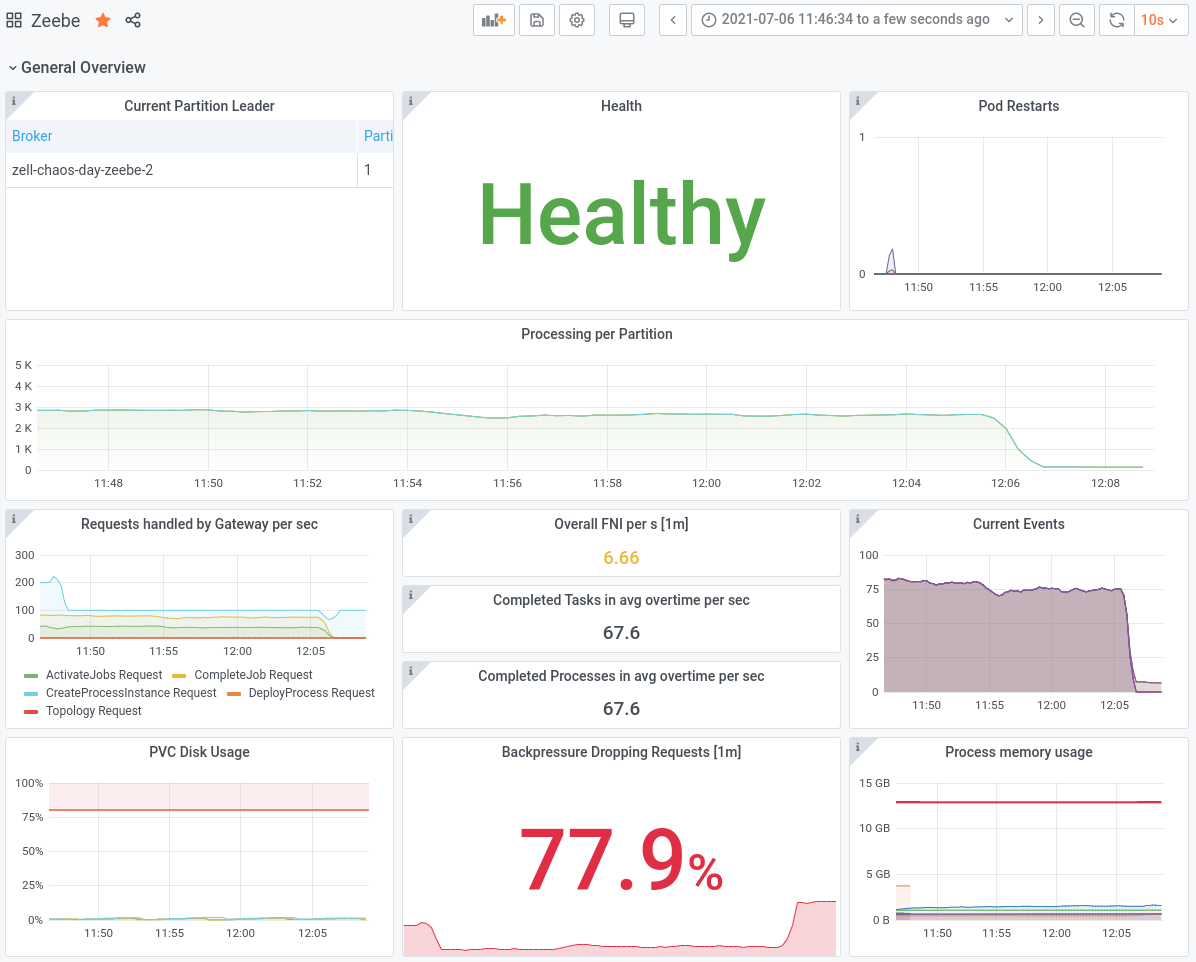 Zeebe
2021-07-06 11:46:34 to a few seconds ago
10s
General Overview
Current Partition Leader
Broker Parti
zell-chaos-day-zeebe-2 1
Health
Healthy
Pod Restarts
1
0
11:50 11:55 12:00 12:05
Processing per Partition
5 K
4 K
3 K
2 K
1 K
0
11:48 11:50 11:52 11:54 11:56 11:58 12:00 12:02 12:04 12:06 12:08
Requests handled by Gateway per sec
300
200
100
0
11:50 11:55 12:00 12:05
ActivateJobs Request CompleteJob Request
CreateProcessInstance Request DeployProcess Request
Topology Request
Overall FNI per s [1m]
6.66
Completed Tasks in avg overtime per sec
67.6
Completed Processes in avg overtime per sec
67.6
Current Events
100
75
50
25
0
11:50 11:55 12:00 12:05
PVC Disk Usage
100%
75%
50%
25%
0%
11:50 11:55 12:00 12:05
Backpressure Dropping Requests [1m]
77.9%
Process memory usage
15 GB
10 GB
5 GB
0 B
11:50 11:55 12:00 12:05